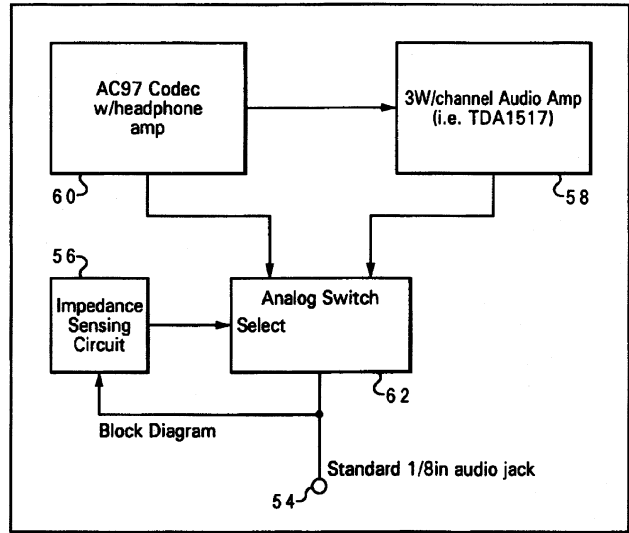 AC97 Codec
w/headphone
amp
3W/channel Audio Amp
(i.e. TDA1517)
60
58
56
Impedance
Sensing
Circuit
Analog Switch
Select
62
Block Diagram
Standard 1/8in audio jack
54